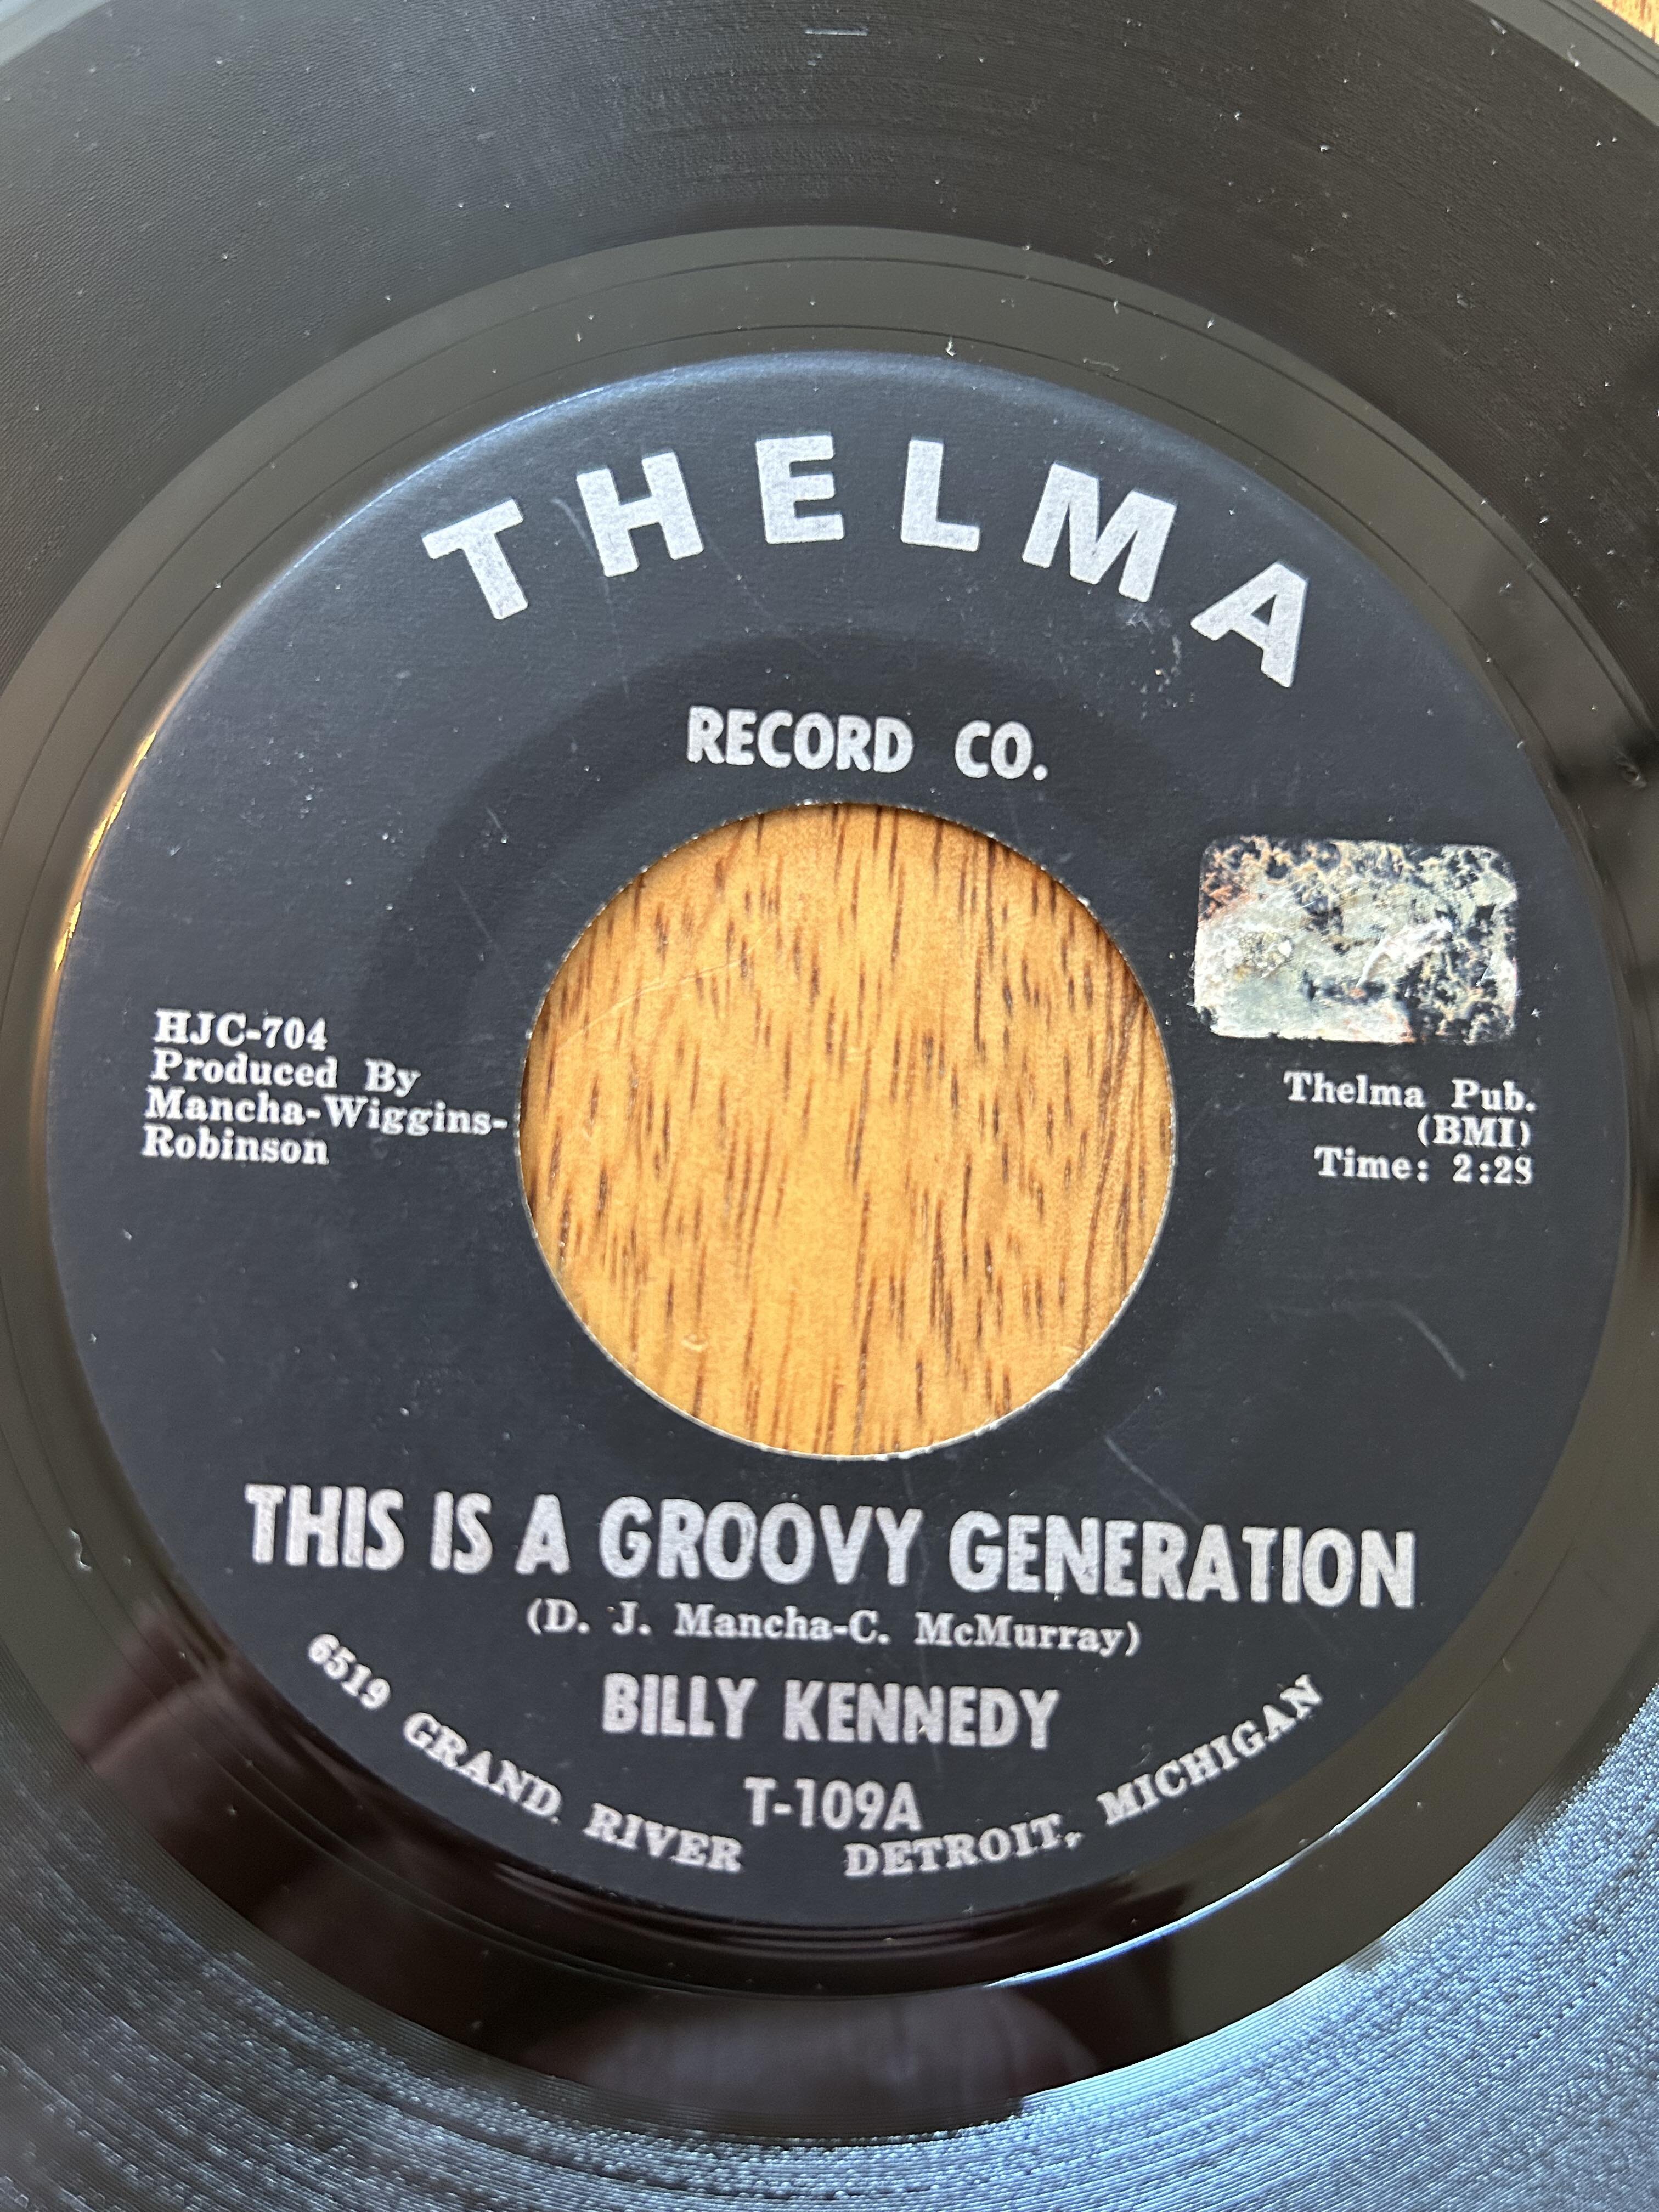 THELMA
RECORD CO.
HJC-704
Produced By
Mancha-Wiggins-
Robinson
Thelma Pub.
(BMI)
Time: 2:28
THIS IS A GROOVY GENERATION
(D. J. Mancha-C. McMurray)
BILLY KENNEDY
T-109A
6519 GRAND RIVER DETROIT, MICHIGAN